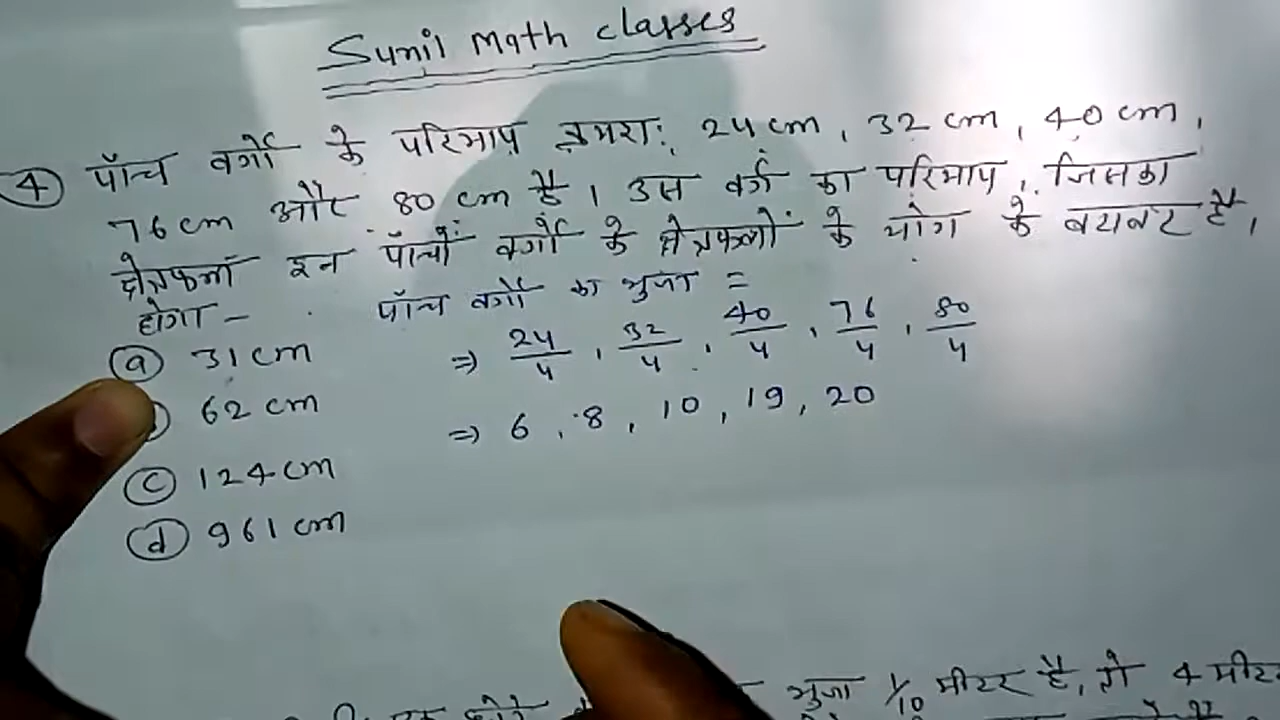 Sunil Math classes
④ पाँच वर्गो के परिमाप क्रमशः 24 cm, 32 cm, 40 cm,
76 cm और 80 cm है। उस वर्ग का परिमाप, जिसका
क्षेत्रफल इन पाँचों वर्गो के क्षेत्रफलों के योग के बराबर है,
होगा -
पाँच वर्गो का भुजा =
ⓐ 31 cm
⇒ 24/4, 32/4, 40/4, 76/4, 80/4
62 cm
⇒ 6, 8, 10, 19, 20
ⓒ 124 cm
ⓓ 961 cm
भुजा 1/10 मीटर है, तो 4 मीटर